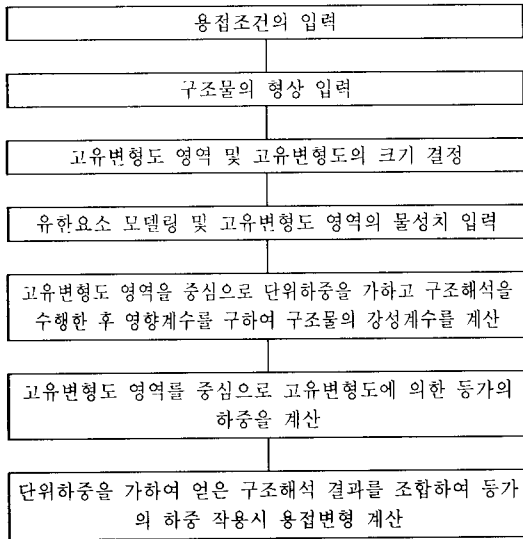 용접조건의 입력
구조물의 형상 입력
고유변형도 영역 및 고유변형도의 크기 결정
유한요소 모델링 및 고유변형도 영역의 물성치 입력
고유변형도 영역을 중심으로 단위하중을 가하고 구조해석을
수행한 후 영향계수를 구하여 구조물의 강성계수를 계산
고유변형도 영역를 중심으로 고유변형도에 의한 등가의
하중을 계산
단위하중을 가하여 얻은 구조해석 결과를 조합하여 등가
의 하중 작용시 용접변형 계산